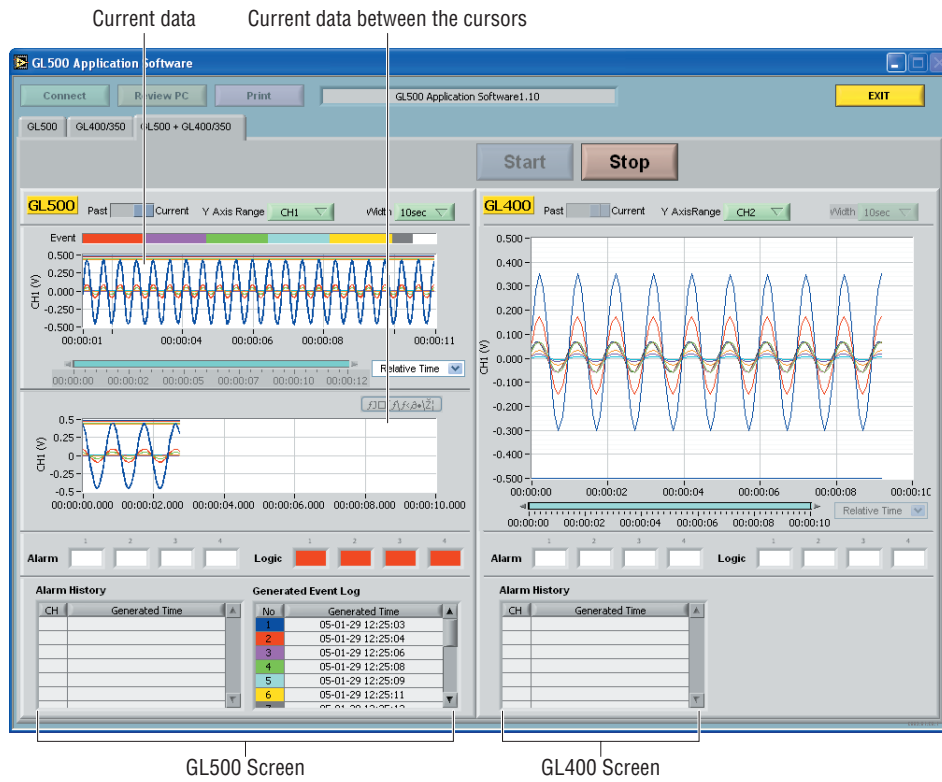 Current data
Current data between the cursors
GL500 Application Software
Connect
Review PC
Print
GL500 Application Software1.10
EXIT
GL500
GL400/350
GL500 + GL400/350
Start
Stop
GL500
Past
Current
Y Axis Range
CH1
Width
10sec
Event
0.500
0.250
0.000
-0.250
-0.500
CH1 (V)
00:00:01
00:00:04
00:00:06
00:00:08
00:00:11
00:00:00
00:00:02
00:00:05
00:00:07
00:00:10
00:00:12
Relative Time
0.5
0.25
0
-0.25
-0.5
CH1 (V)
00:00:00.000
00:00:02.000
00:00:04.000
00:00:06.000
00:00:08.000
00:00:10.000
Alarm
1 2 3 4
Logic
1 2 3 4
Alarm History
CH Generated Time
Generated Event Log
No Generated Time
1 05-01-29 12:25:03
2 05-01-29 12:25:04
3 05-01-29 12:25:06
4 05-01-29 12:25:08
5 05-01-29 12:25:09
6 05-01-29 12:25:11
GL400
Past
Current
Y AxisRange
CH2
Width
10sec
0.500
0.400
0.300
0.200
0.100
0.000
-0.100
-0.200
-0.300
-0.400
-0.500
CH1 (V)
00:00:00
00:00:02
00:00:04
00:00:06
00:00:08
00:00:10
00:00:00
00:00:02
00:00:04
00:00:06
00:00:08
00:00:10
Relative Time
Alarm
1 2 3 4
Logic
1 2 3 4
Alarm History
CH Generated Time
GL500 Screen
GL400 Screen